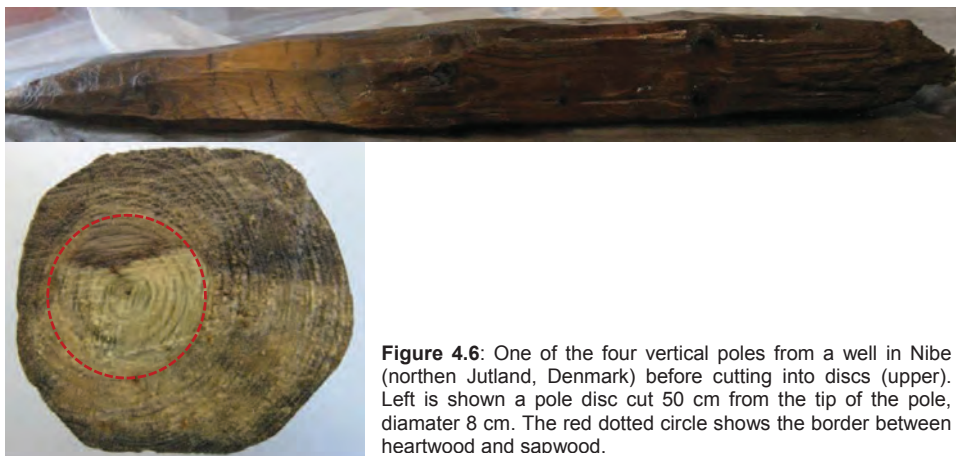 Figure 4.6: One of the four vertical poles from a well in Nibe
(northen Jutland, Denmark) before cutting into discs (upper).
Left is shown a pole disc cut 50 cm from the tip of the pole,
diamater 8 cm. The red dotted circle shows the border between
heartwood and sapwood.